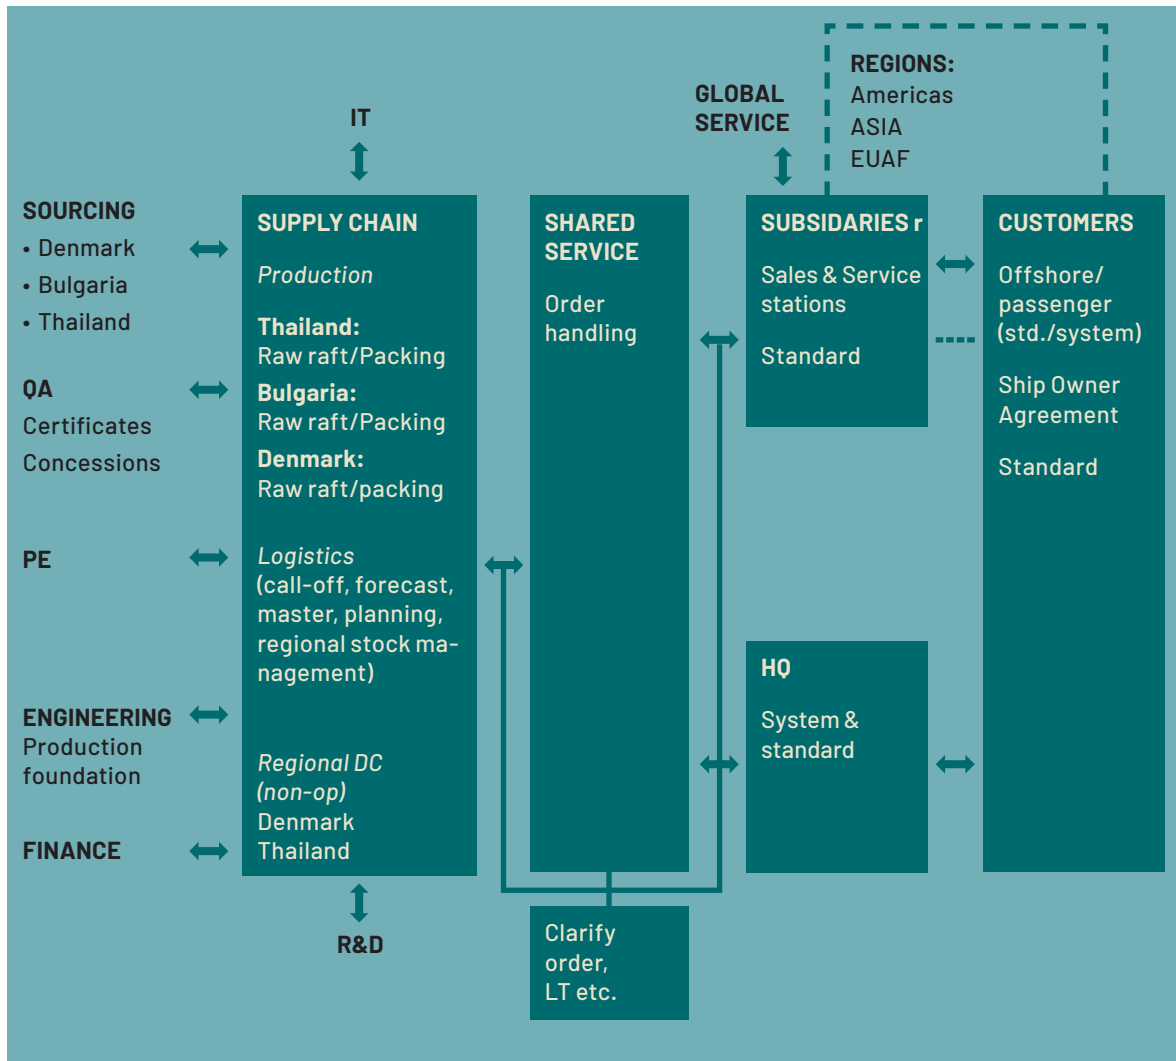 REGIONS:
Americas
ASIA
EUAF
GLOBAL
SERVICE
IT
SOURCING
• Denmark
• Bulgaria
• Thailand
QA
Certificates
Concessions
PE
ENGINEERING
Production
foundation
FINANCE
SUPPLY CHAIN
Production
Thailand:
Raw raft/Packing
Bulgaria:
Raw raft/Packing
Denmark:
Raw raft/packing
Logistics
(call-off, forecast,
master, planning,
regional stock ma-
nagement)
Regional DC
(non-op)
Denmark
Thailand
R&D
SHARED
SERVICE
Order
handling
Clarify
order,
LT etc.
SUBSIDARIES r
Sales & Service
stations
Standard
HQ
System &
standard
CUSTOMERS
Offshore/
passenger
(std./system)
Ship Owner
Agreement
Standard